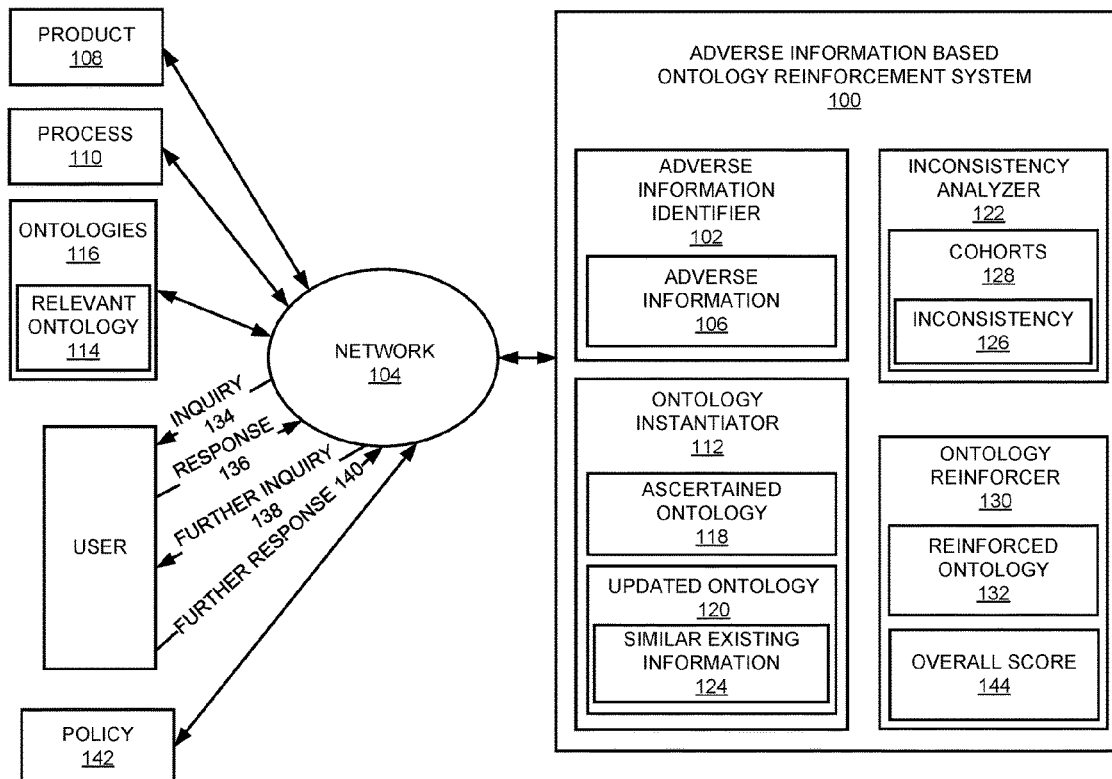 PRODUCT
108
PROCESS
110
ONTOLOGIES
116
RELEVANT
ONTOLOGY
114
NETWORK
104
INQUIRY
134
RESPONSE
136
FURTHER INQUIRY
138
FURTHER RESPONSE 140
USER
POLICY
142
ADVERSE INFORMATION BASED
ONTOLOGY REINFORCEMENT SYSTEM
100
ADVERSE
INFORMATION
IDENTIFIER
102
ADVERSE
INFORMATION
106
INCONSISTENCY
ANALYZER
122
COHORTS
128
INCONSISTENCY
126
ONTOLOGY
INSTANTIATOR
112
ASCERTAINED
ONTOLOGY
118
UPDATED ONTOLOGY
120
SIMILAR EXISTING
INFORMATION
124
ONTOLOGY
REINFORCER
130
REINFORCED
ONTOLOGY
132
OVERALL SCORE
144